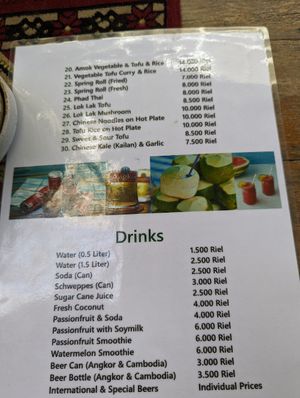 20. Amok Vegetable & Tofu & Rice 14.000 Riel
21. Vegetable Tofu Curry & Rice 14.000 Riel
22. Spring Roll (Fried) 7.000 Riel
23. Spring Roll (Fresh) 8.000 Riel
24. Phad Thai 8.000 Riel
25. Lok Lak Tofu 8.500 Riel
26. Lok Lak Mushroom 10.000 Riel
27. Chinese Noodles on Hot Plate 10.000 Riel
28. Tofu Rice on Hot Plate 10.000 Riel
29. Sweet & Sour Tofu 8.500 Riel
30. Chinese Kale (Kailan) & Garlic 7.500 Riel
Drinks
Water (0.5 Liter) 1.500 Riel
Water (1.5 Liter) 2.500 Riel
Soda (Can) 2.500 Riel
Schweppes (Can) 3.000 Riel
Sugar Cane Juice 2.500 Riel
Fresh Coconut 4.000 Riel
Passionfruit & Soda 4.000 Riel
Passionfruit with Soymilk 6.000 Riel
Passionfruit Smoothie 6.000 Riel
Watermelon Smoothie 6.000 Riel
Beer Can (Angkor & Cambodia) 3.000 Riel
Beer Bottle (Angkor & Cambodia) 3.500 Riel
International & Special Beers Individual Prices